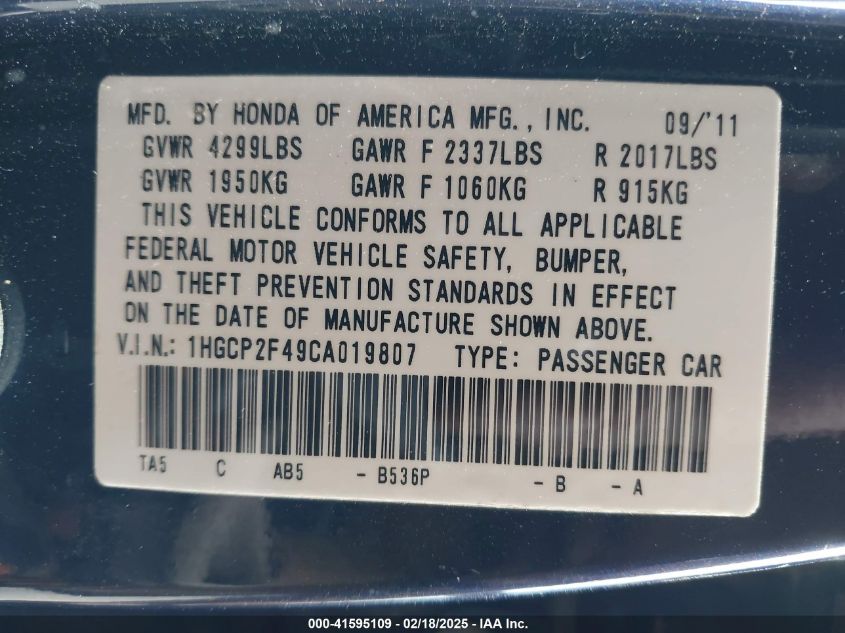 MFD. BY HONDA OF AMERICA MFG., INC. 09/'11
GVWR 4299LBS GAWR F 2337LBS R 2017LBS
GVWR 1950KG GAWR F 1060KG R 915KG
THIS VEHICLE CONFORMS TO ALL APPLICABLE
FEDERAL MOTOR VEHICLE SAFETY, BUMPER,
AND THEFT PREVENTION STANDARDS IN EFFECT
ON THE DATE OF MANUFACTURE SHOWN ABOVE.
V.I.N.: 1HGCP2F49CA019807 TYPE: PASSENGER CAR
TA5 C AB5 - B536P - B - A
000-41595109 - 02/18/2025 - IAA Inc.